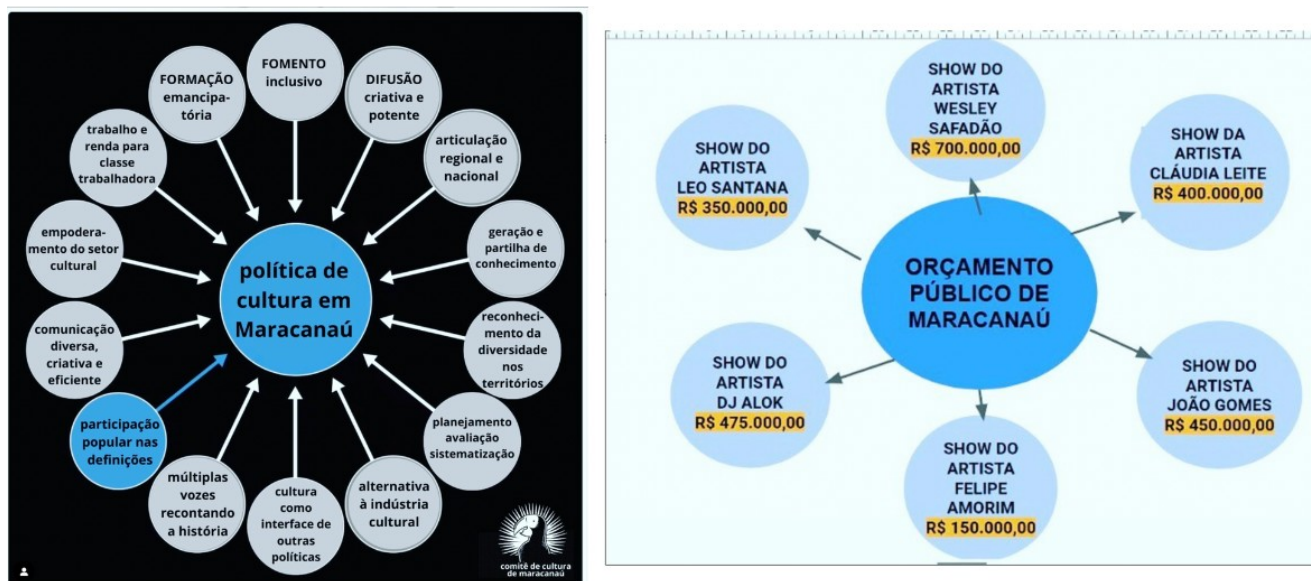 FOMENTO
inclusivo
DIFUSÃO
criativa e
potente
articulação
regional e
nacional
geração e
partilha de
conhecimento
reconheci-
mento da
diversidade
nos
territórios
planejamento
avaliação
sistematização
alternativa
à indústria
cultural
cultura
como
interface de
outras
políticas
múltiplas
vozes
recontando
a história
participação
popular nas
definições
comunicação
diversa,
criativa e
eficiente
empodera-
mento do setor
cultural
trabalho e
renda para
classe
trabalhadora
FORMAÇÃO
emancipa-
tória
política de
cultura em
Maracanaú
comitê de cultura
de maracanaú
SHOW DO
ARTISTA
WESLEY
SAFADÃO
R$ 700.000,00
SHOW DA
ARTISTA
CLÁUDIA LEITE
R$ 400.000,00
SHOW DO
ARTISTA
JOÃO GOMES
R$ 450.000,00
SHOW DO
ARTISTA
FELIPE
AMORIM
R$ 150.000,00
SHOW DO
ARTISTA
DJ ALOK
R$ 475.000,00
SHOW DO
ARTISTA
LEO SANTANA
R$ 350.000,00
ORÇAMENTO
PÚBLICO DE
MARACANAÚ